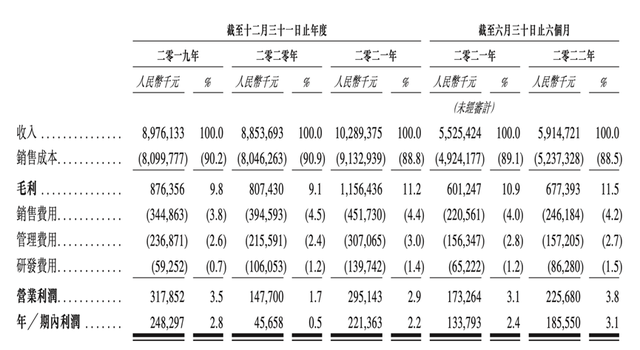 截至十二月三十一日止年度 截至六月三十日止六個月
二零一九年 二零二零年 二零二一年 二零二一年 二零二二年
人民幣千元 % 人民幣千元 % 人民幣千元 % 人民幣千元 % 人民幣千元 %
(未經審計)
收入 ............... 8,976,133 100.0 8,853,693 100.0 10,289,375 100.0 5,525,424 100.0 5,914,721 100.0
銷售成本............ (8,099,777) (90.2) (8,046,263) (90.9) (9,132,939) (88.8) (4,924,177) (89.1) (5,237,328) (88.5)
毛利 ............... 876,356 9.8 807,430 9.1 1,156,436 11.2 601,247 10.9 677,393 11.5
銷售費用............ (344,863) (3.8) (394,593) (4.5) (451,730) (4.4) (220,561) (4.0) (246,184) (4.2)
管理費用............ (236,871) (2.6) (215,591) (2.4) (307,065) (3.0) (156,347) (2.8) (157,205) (2.7)
研發費用............ (59,252) (0.7) (106,053) (1.2) (139,742) (1.4) (65,222) (1.2) (86,280) (1.5)
營業利潤............ 317,852 3.5 147,700 1.7 295,143 2.9 173,264 3.1 225,680 3.8
年╱期內利潤 ....... 248,297 2.8 45,658 0.5 221,363 2.2 133,793 2.4 185,550 3.1